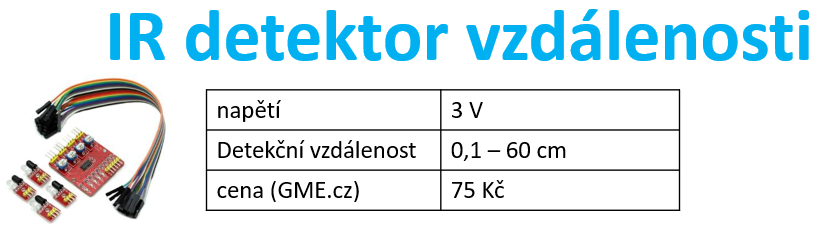 IR detektor vzdálenosti
napětí 3 V
Detekční vzdálenost 0,1 – 60 cm
cena (GME.cz) 75 Kč